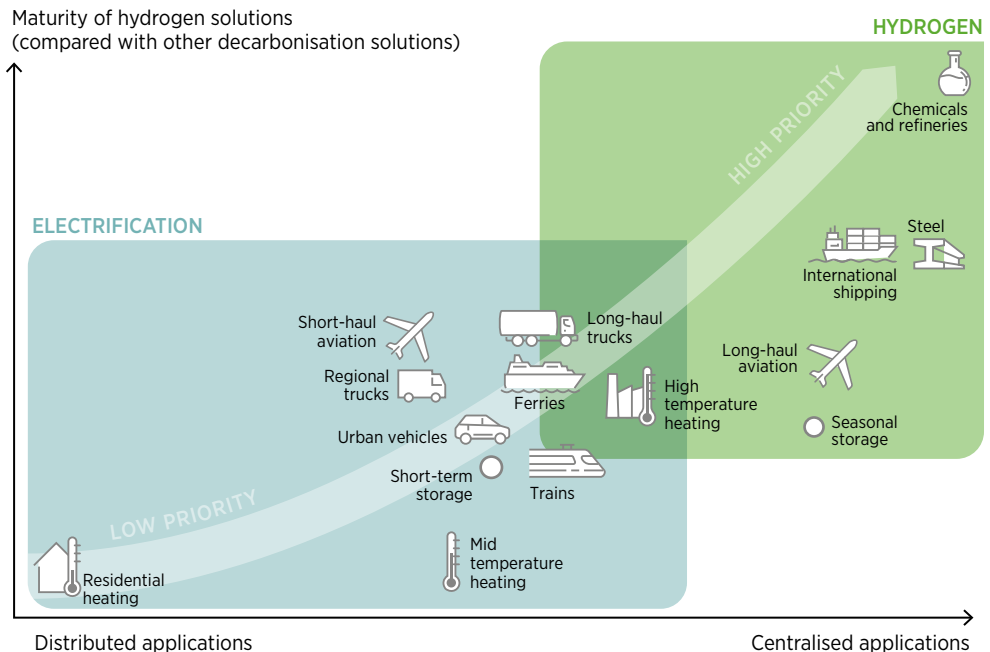 Maturity of hydrogen solutions
(compared with other decarbonisation solutions)
HYDROGEN
HIGH PRIORITY
Chemicals
and refineries
ELECTRIFICATION
Steel
International
shipping
Short-haul
aviation
Long-haul
trucks
Long-haul
aviation
Regional
trucks
Ferries
High
temperature
heating
Urban vehicles
Seasonal
storage
Short-term
storage
Trains
LOW PRIORITY
Mid
temperature
heating
Residential
heating
Distributed applications
Centralised applications